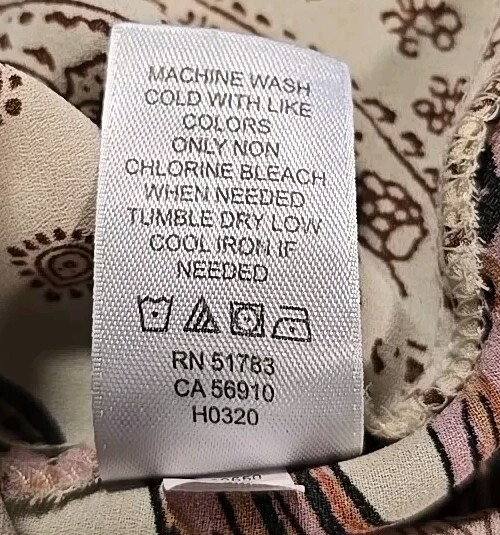 MACHINE WASH
COLD WITH LIKE
COLORS
ONLY NON
CHLORINE BLEACH
WHEN NEEDED
TUMBLE DRY LOW
COOL IRON IF
NEEDED
RN 51783
CA 56910
H0320